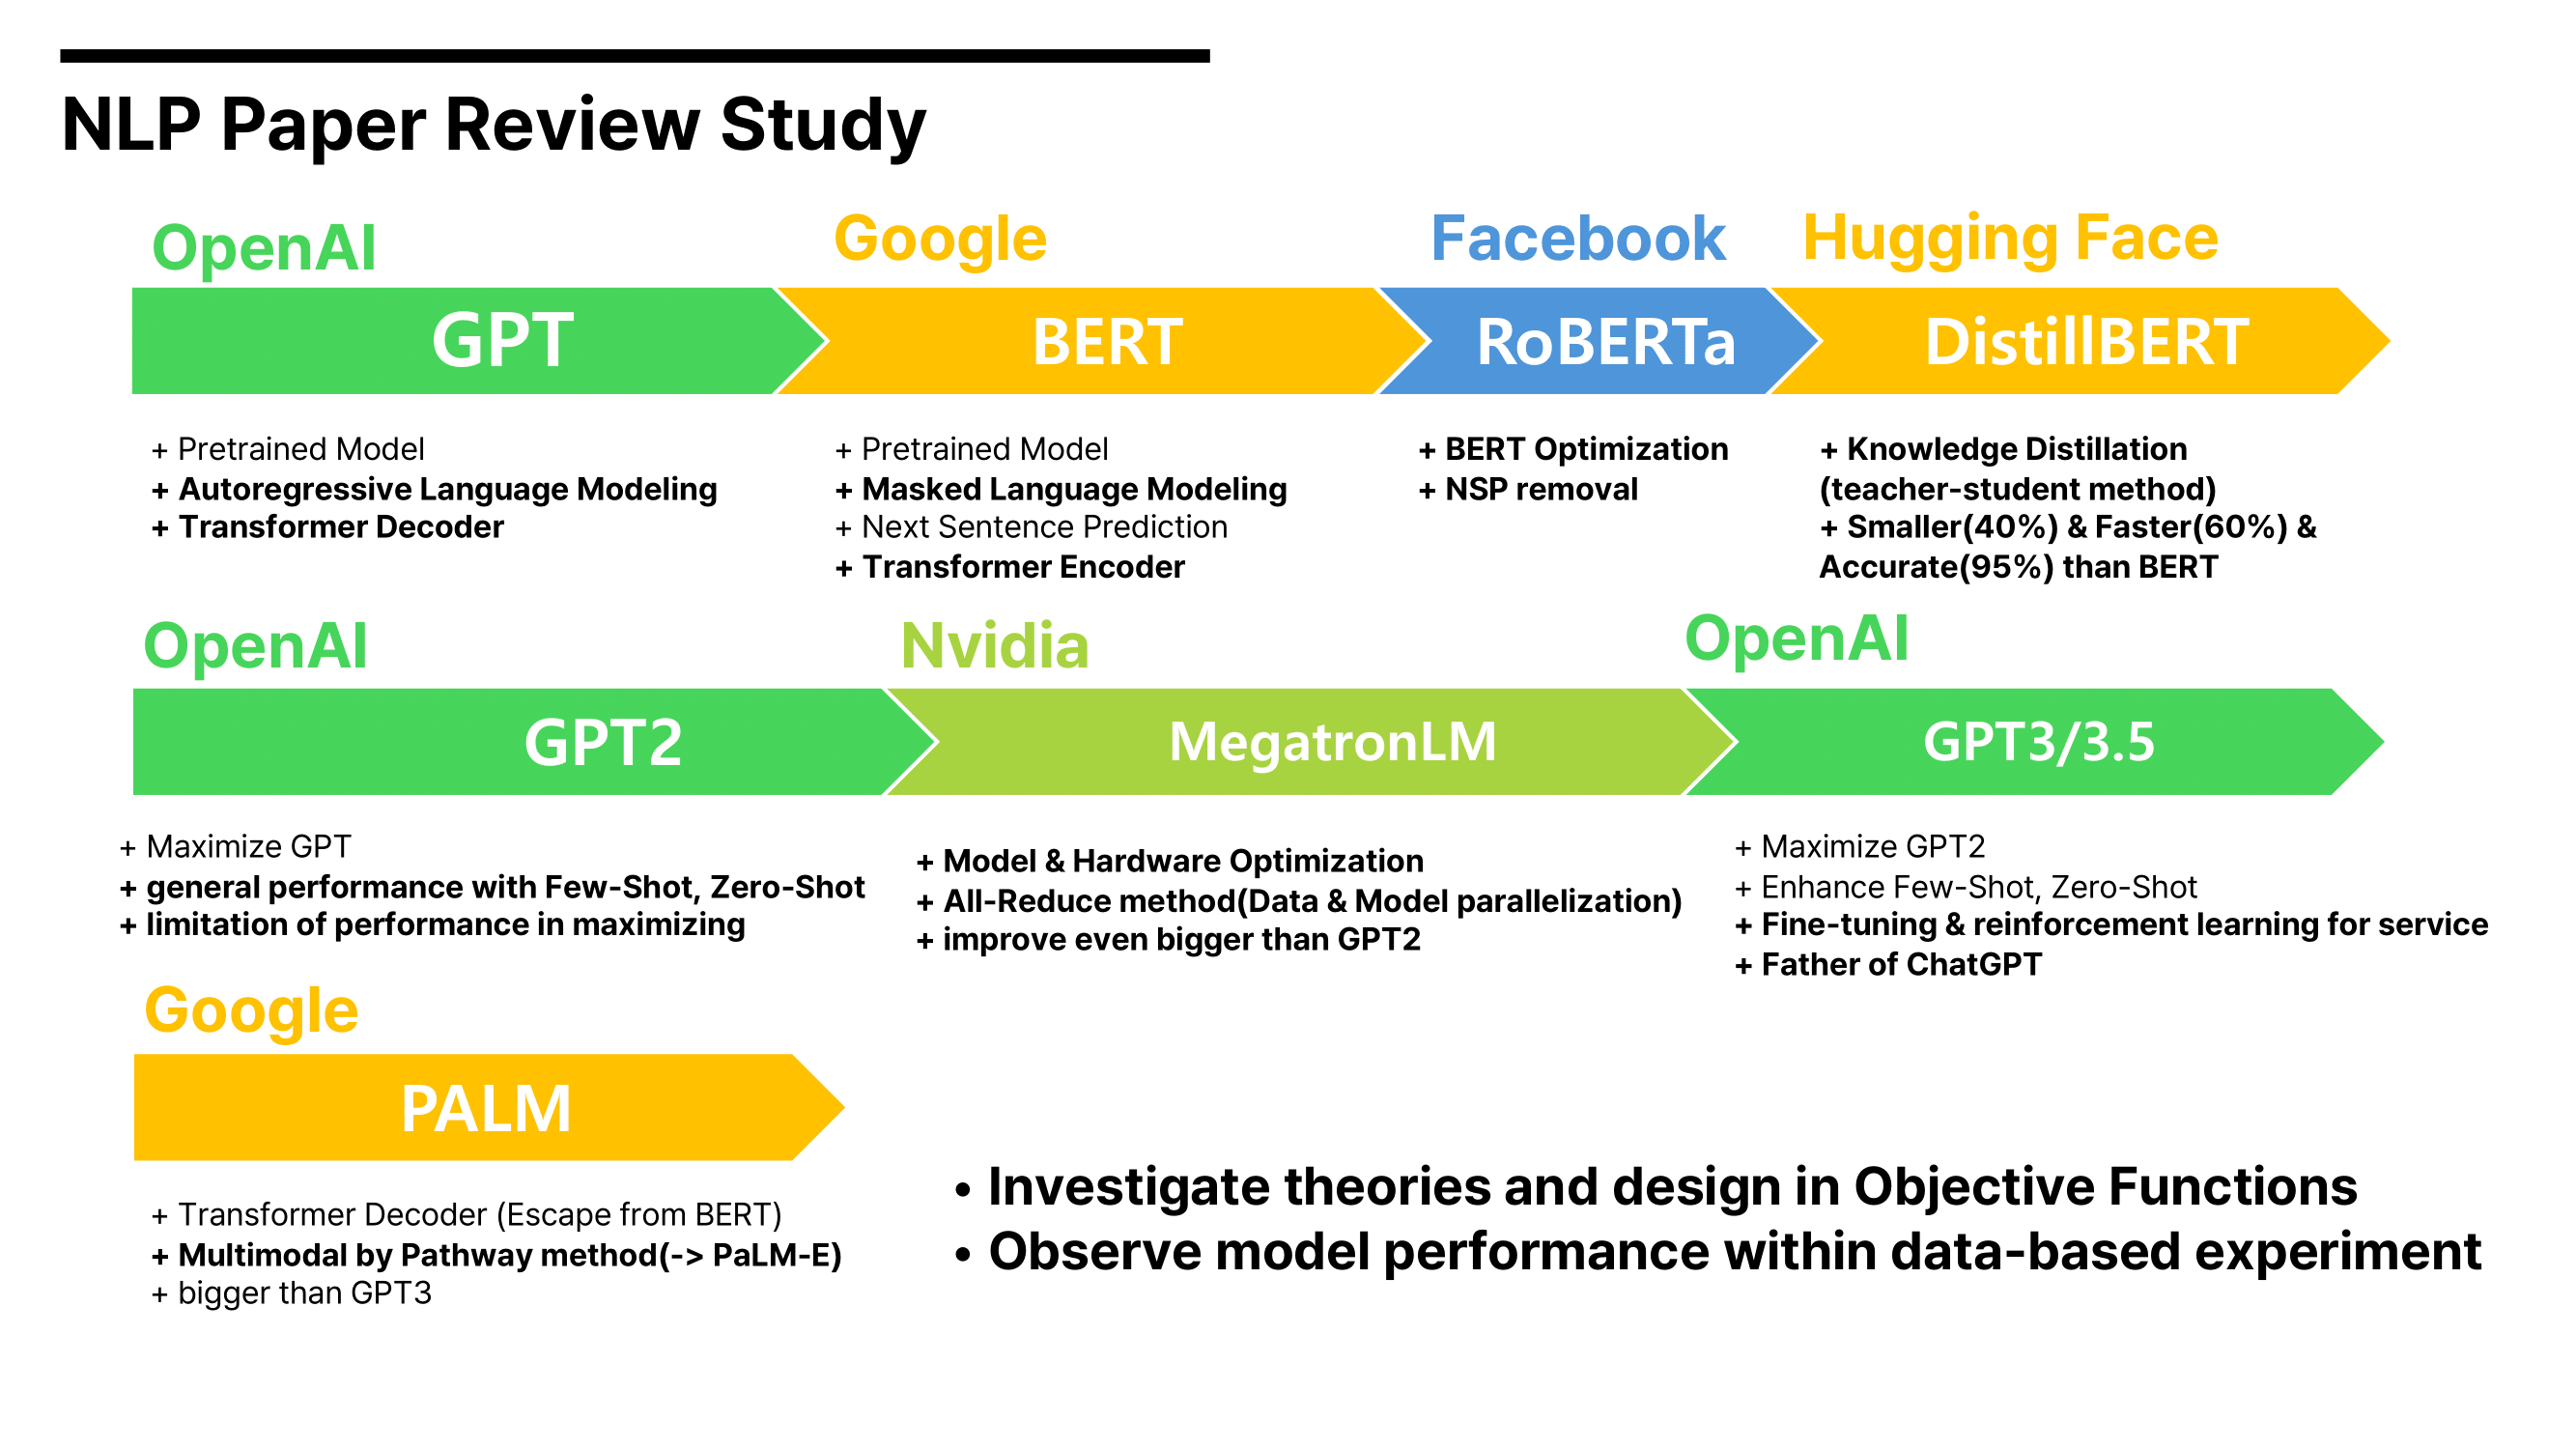 NLP Paper Review Study
OpenAI
Google
Facebook
Hugging Face
GPT
BERT
RoBERTa
DistillBERT
+ Pretrained Model
+ Autoregressive Language Modeling
+ Transformer Decoder
+ Pretrained Model
+ Masked Language Modeling
+ Next Sentence Prediction
+ Transformer Encoder
+ BERT Optimization
+ NSP removal
+ Knowledge Distillation
(teacher-student method)
+ Smaller(40%) & Faster(60%) &
Accurate(95%) than BERT
OpenAI
Nvidia
OpenAI
GPT2
MegatronLM
GPT3/3.5
+ Maximize GPT
+ general performance with Few-Shot, Zero-Shot
+ limitation of performance in maximizing
+ Model & Hardware Optimization
+ All-Reduce method(Data & Model parallelization)
+ improve even bigger than GPT2
+ Maximize GPT2
+ Enhance Few-Shot, Zero-Shot
+ Fine-tuning & reinforcement learning for service
+ Father of ChatGPT
Google
PALM
+ Transformer Decoder (Escape from BERT)
+ Multimodal by Pathway method(-> PaLM-E)
+ bigger than GPT3
• Investigate theories and design in Objective Functions
• Observe model performance within data-based experiment